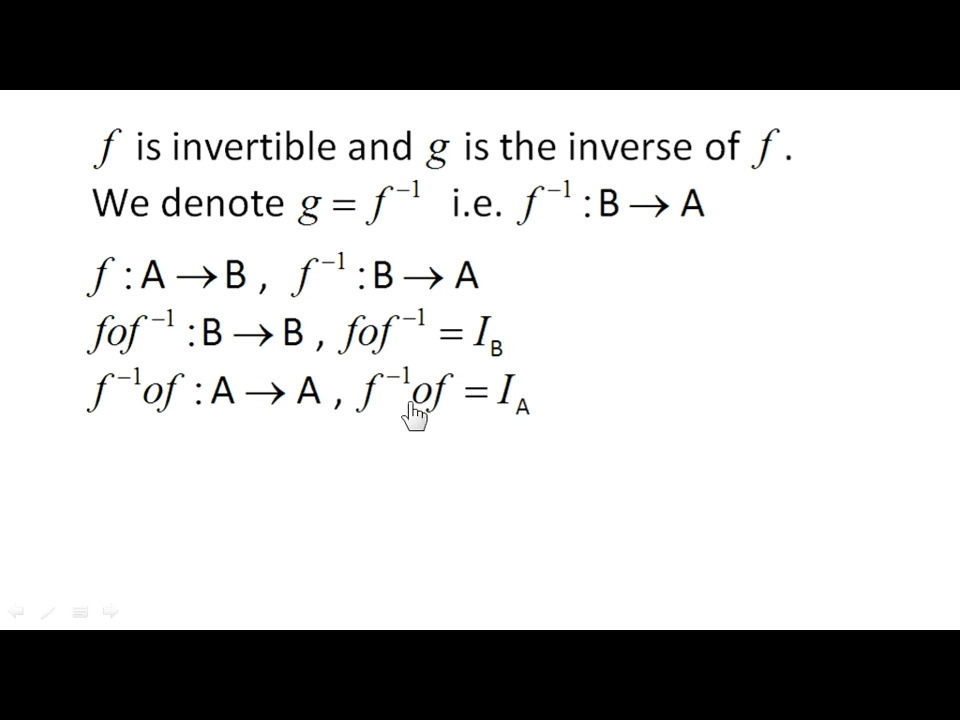 f is invertible and g is the inverse of f .
We denote g = f⁻¹ i.e. f⁻¹ : B → A
f : A → B , f⁻¹ : B → A
fof⁻¹ : B → B , fof⁻¹ = I_B
f⁻¹of : A → A , f⁻¹of = I_A